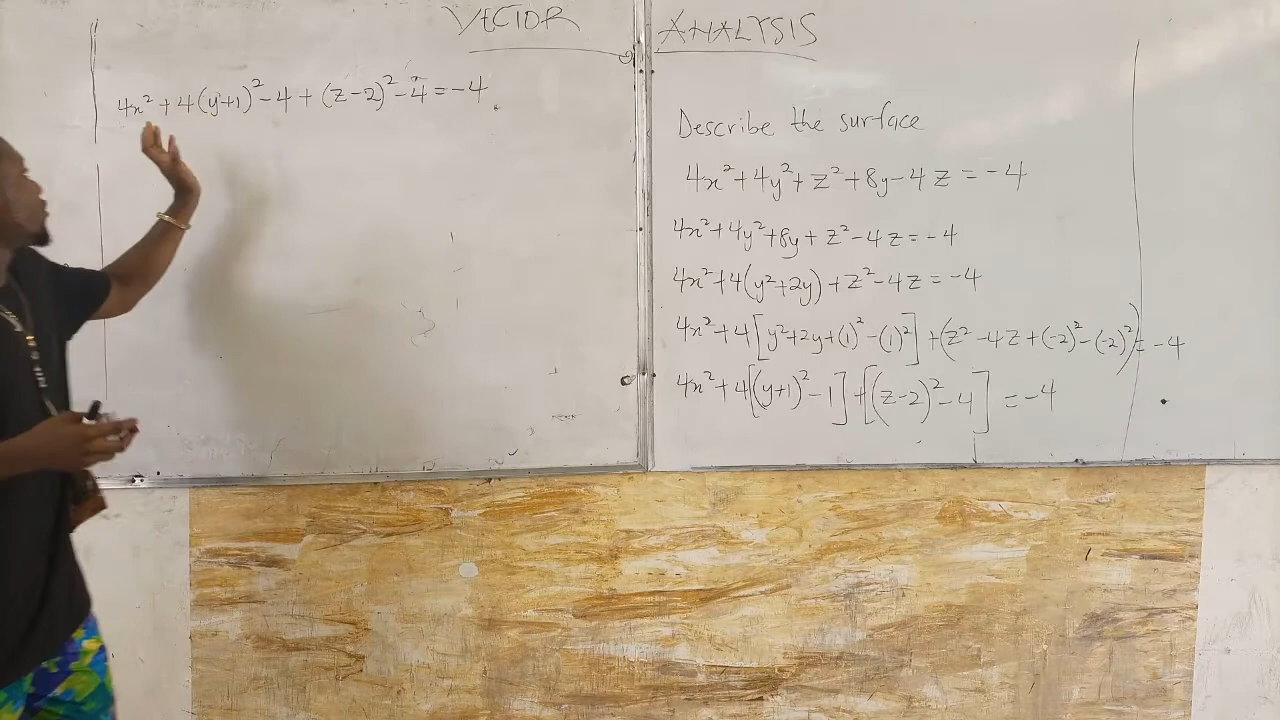 VECTOR ANALYSIS
Describe the surface
4x²+4y²+z²+8y-4z=-4
4x²+4y²+8y+z²-4z=-4
4x²+4(y²+2y)+z²-4z=-4
4x²+4[y²+2y+(1)²-(1)²]+(z²-4z+(-2)²-(-2)²)=-4
4x²+4[(y+1)²-1]+[(z-2)²-4]=-4
4x²+4(y+1)²-4+(z-2)²-4=-4.